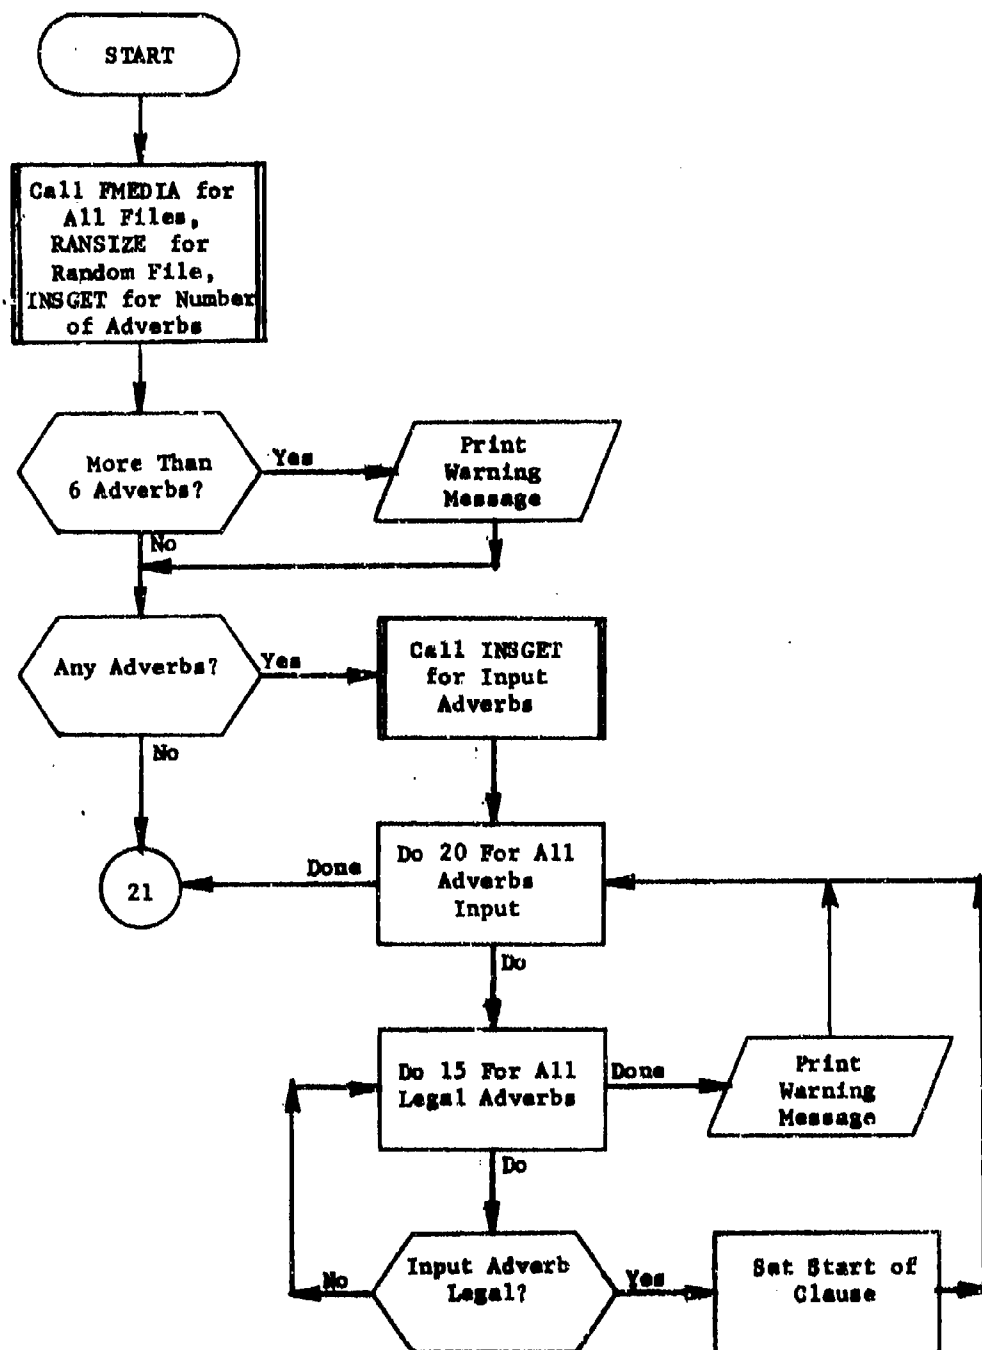 START
Call FMEDIA for
All Files,
RANSIZE for
Random File,
INSGET for Number
of Adverbs
More Than
6 Adverbs?
Yes
Print
Warning
Message
No
Any Adverbs?
Yes
Call INSGET
for Input
Adverbs
No
21
Done
Do 20 For All
Adverbs
Input
Do
Do 15 For All
Legal Adverbs
Done
Print
Warning
Message
Do
Input Adverb
Legal?
No
Yes
Set Start of
Clause